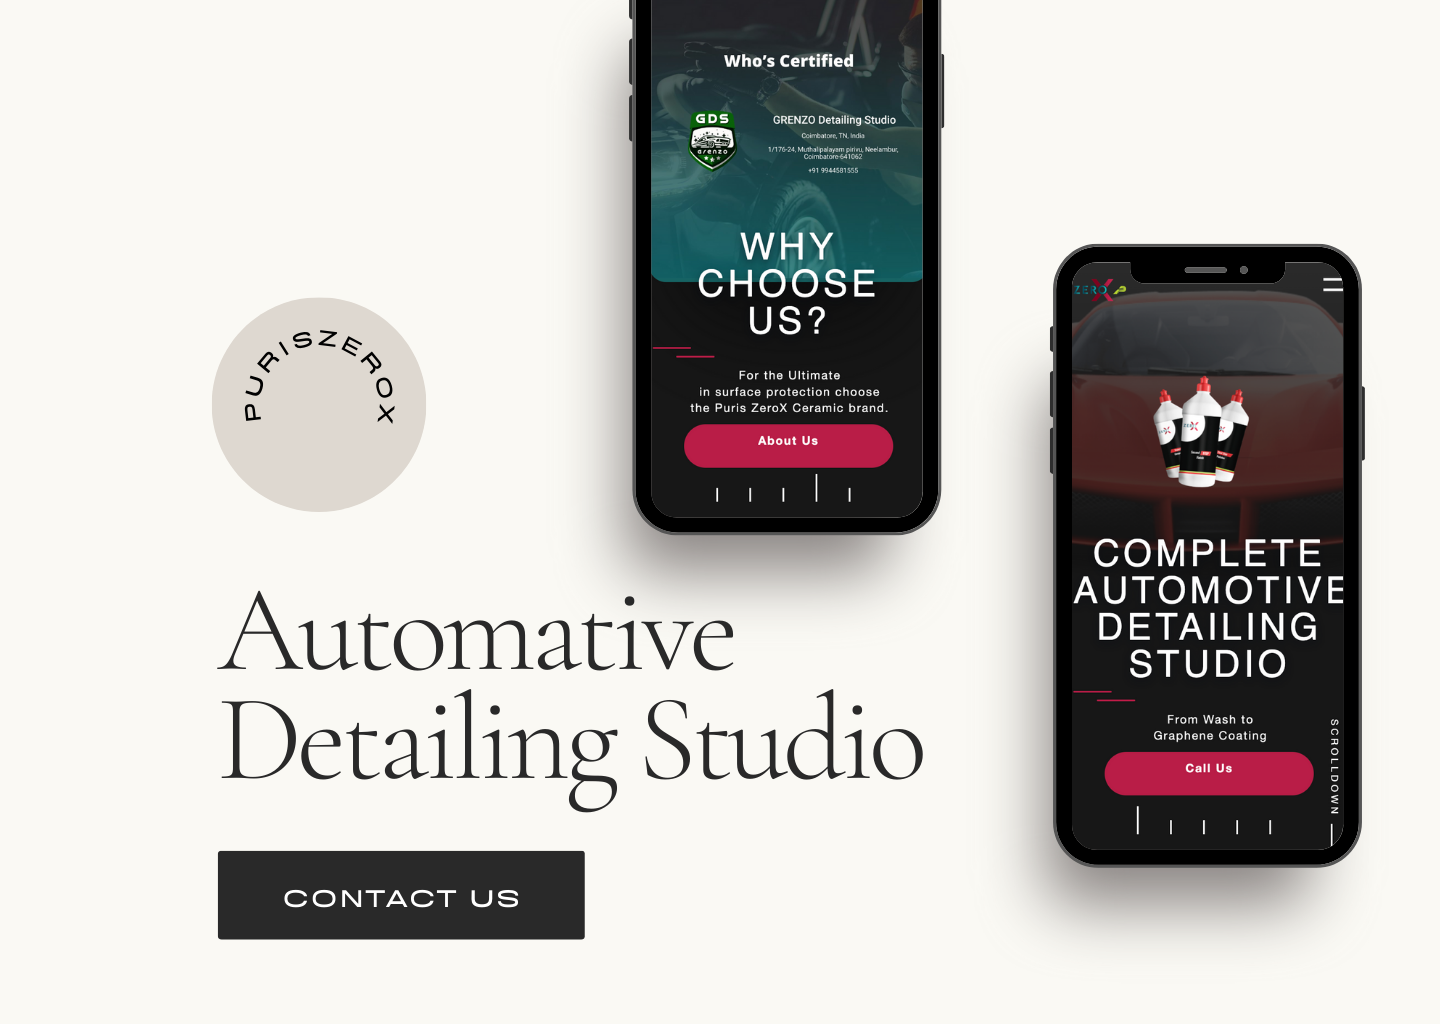 Who's Certified
GDS
Grenzo
GRENZO Detailing Studio
Coimbatore, TN, India
1/176-24, Muthalipalayam pirivu, Neelambur,
Coimbatore-641062
+91 9944581555
WHY
CHOOSE
US?
For the Ultimate
in surface protection choose
the Puris ZeroX Ceramic brand.
About Us
ZEROX
COMPLETE
AUTOMOTIVE
DETAILING
STUDIO
From Wash to
Graphene Coating
Call Us
SCROLLDOWN
PURISZEROX
Automative
Detailing Studio
CONTACT US